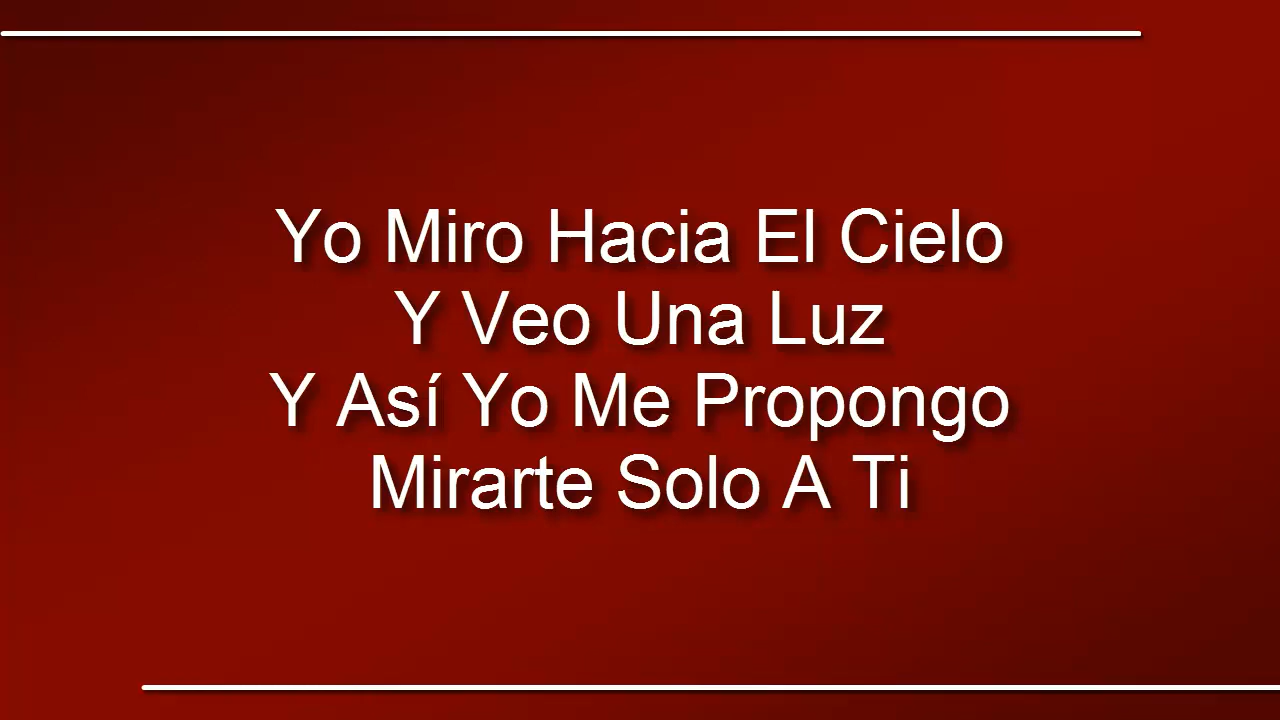 Yo Miro Hacia El Cielo
Y Veo Una Luz
Y Así Yo Me Propongo
Mirarte Solo A Ti